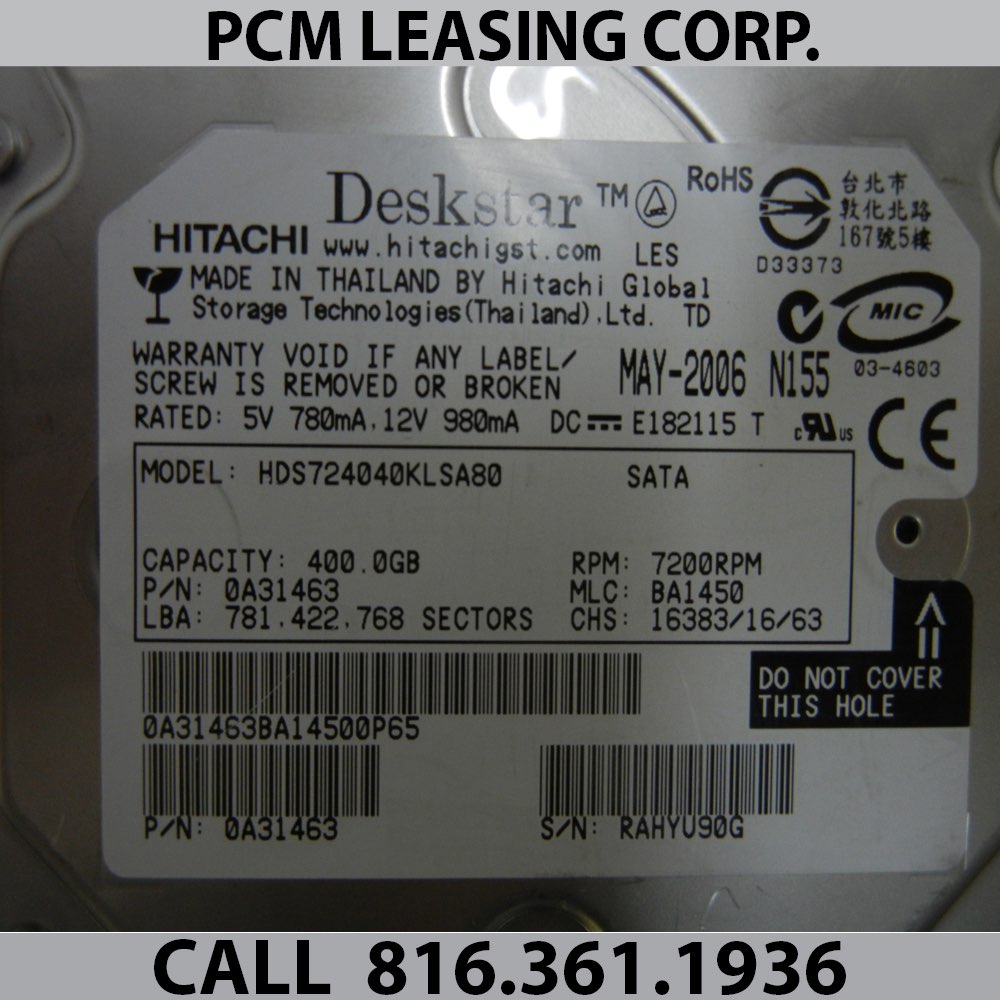 PCM LEASING CORP.
Deskstar ™ RoHS
HITACHI www.hitachigst.com LES
台北市
敦化北路
167號5樓
D33373
MADE IN THAILAND BY Hitachi Global
Storage Technologies(Thailand),Ltd. TD
MIC
03-4603
WARRANTY VOID IF ANY LABEL/
SCREW IS REMOVED OR BROKEN
MAY-2006 N155
RATED: 5V 780mA,12V 980mA DC E182115 T
c RU US
CE
MODEL: HDS724040KLSA80 SATA
CAPACITY: 400.0GB RPM: 7200RPM
P/N: 0A31463 MLC: BA1450
LBA: 781,422,768 SECTORS CHS: 16383/16/63
DO NOT COVER
THIS HOLE
0A31463BA14500P65
P/N: 0A31463 S/N: RAHYU90G
CALL 816.361.1936